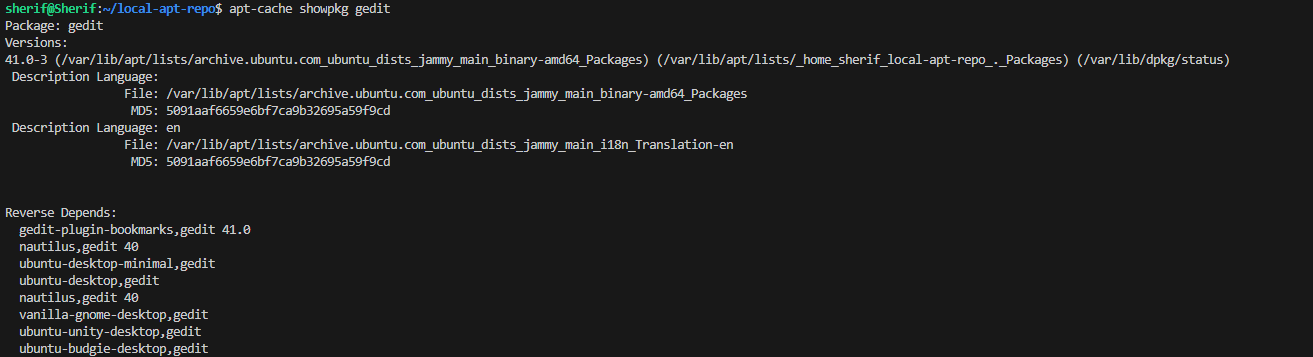 sherif@Sherif:~/local-apt-repo$ apt-cache showpkg gedit
Package: gedit
Versions:
41.0-3 (/var/lib/apt/lists/archive.ubuntu.com_ubuntu_dists_jammy_main_binary-amd64_Packages) (/var/lib/apt/lists/_home_sherif_local-apt-repo_._Packages) (/var/lib/dpkg/status)
 Description Language:
                 File: /var/lib/apt/lists/archive.ubuntu.com_ubuntu_dists_jammy_main_binary-amd64_Packages
                  MD5: 5091aaf6659e6bf7ca9b32695a59f9cd
 Description Language: en
                 File: /var/lib/apt/lists/archive.ubuntu.com_ubuntu_dists_jammy_main_i18n_Translation-en
                  MD5: 5091aaf6659e6bf7ca9b32695a59f9cd
Reverse Depends:
  gedit-plugin-bookmarks,gedit 41.0
  nautilus,gedit 40
  ubuntu-desktop-minimal,gedit
  ubuntu-desktop,gedit
  nautilus,gedit 40
  vanilla-gnome-desktop,gedit
  ubuntu-unity-desktop,gedit
  ubuntu-budgie-desktop,gedit